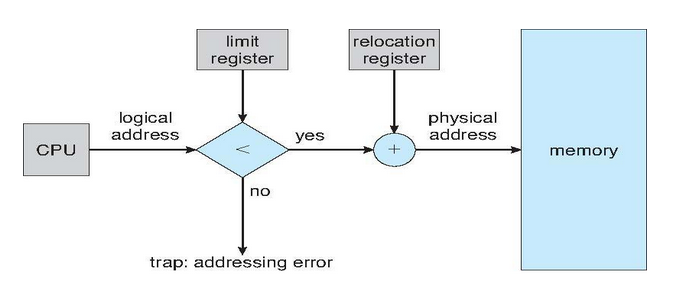 limit
register
relocation
register
logical
address
physical
address
CPU
<
yes
+
memory
no
trap: addressing error